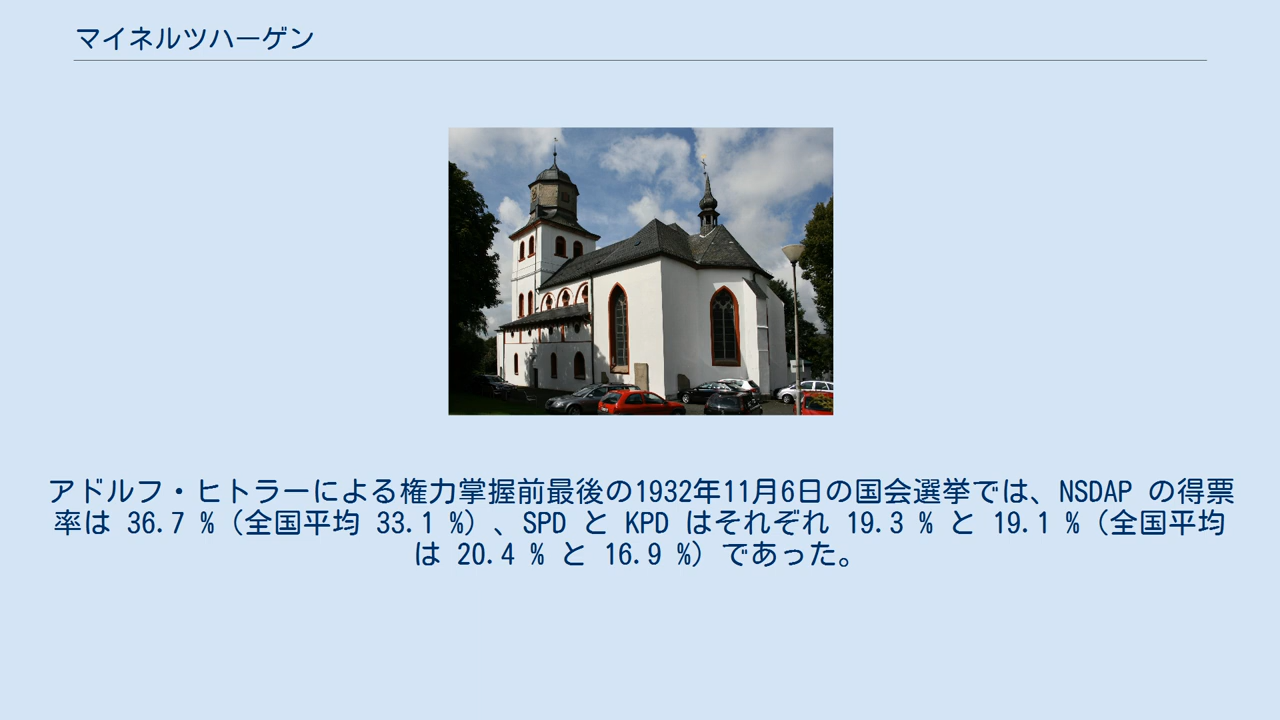 マイネルツハーゲン
アドルフ・ヒトラーによる権力掌握前最後の1932年11月6日の国会選挙では、NSDAP の得票
率は 36.7 %（全国平均 33.1 %）、SPD と KPD はそれぞれ 19.3 % と 19.1 %（全国平均
は 20.4 % と 16.9 %）であった。